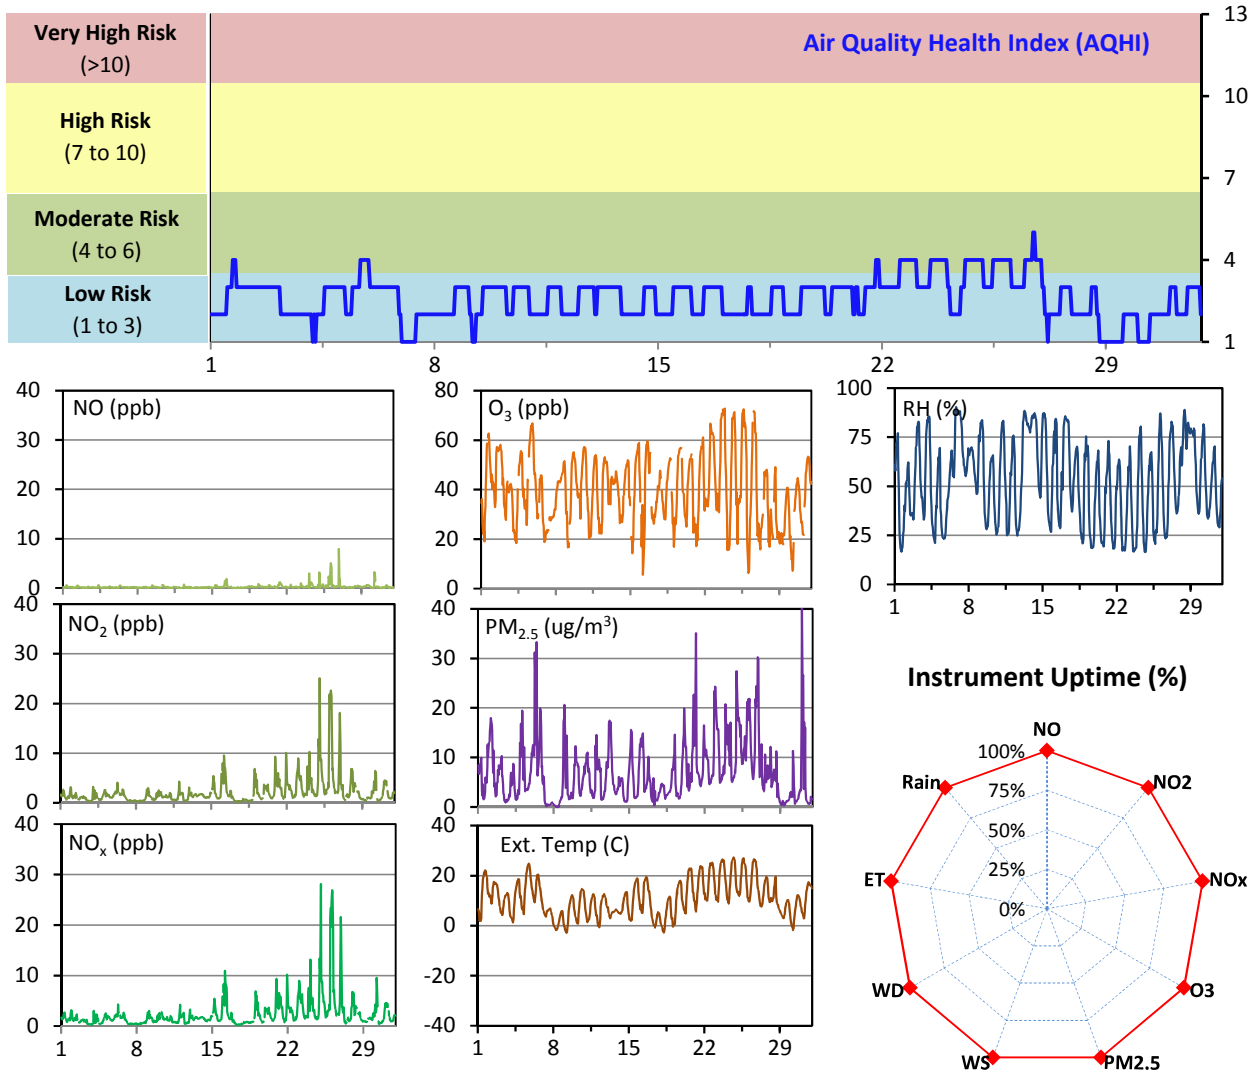 Very High Risk
(>10)
High Risk
(7 to 10)
Moderate Risk
(4 to 6)
Low Risk
(1 to 3)
Air Quality Health Index (AQHI)
13
10
7
4
1
1 8 15 22 29
NO (ppb)
40
30
20
10
0
O3 (ppb)
80
60
40
20
0
RH (%)
100
75
50
25
0
1 8 15 22 29
NO2 (ppb)
40
30
20
10
0
PM2.5 (ug/m3)
40
30
20
10
0
NOx (ppb)
40
30
20
10
0
1 8 15 22 29
Ext. Temp (C)
40
20
0
-20
-40
1 8 15 22 29
Instrument Uptime (%)
NO
NO2
NOx
O3
PM2.5
WS
WD
ET
Rain
100%
75%
50%
25%
0%